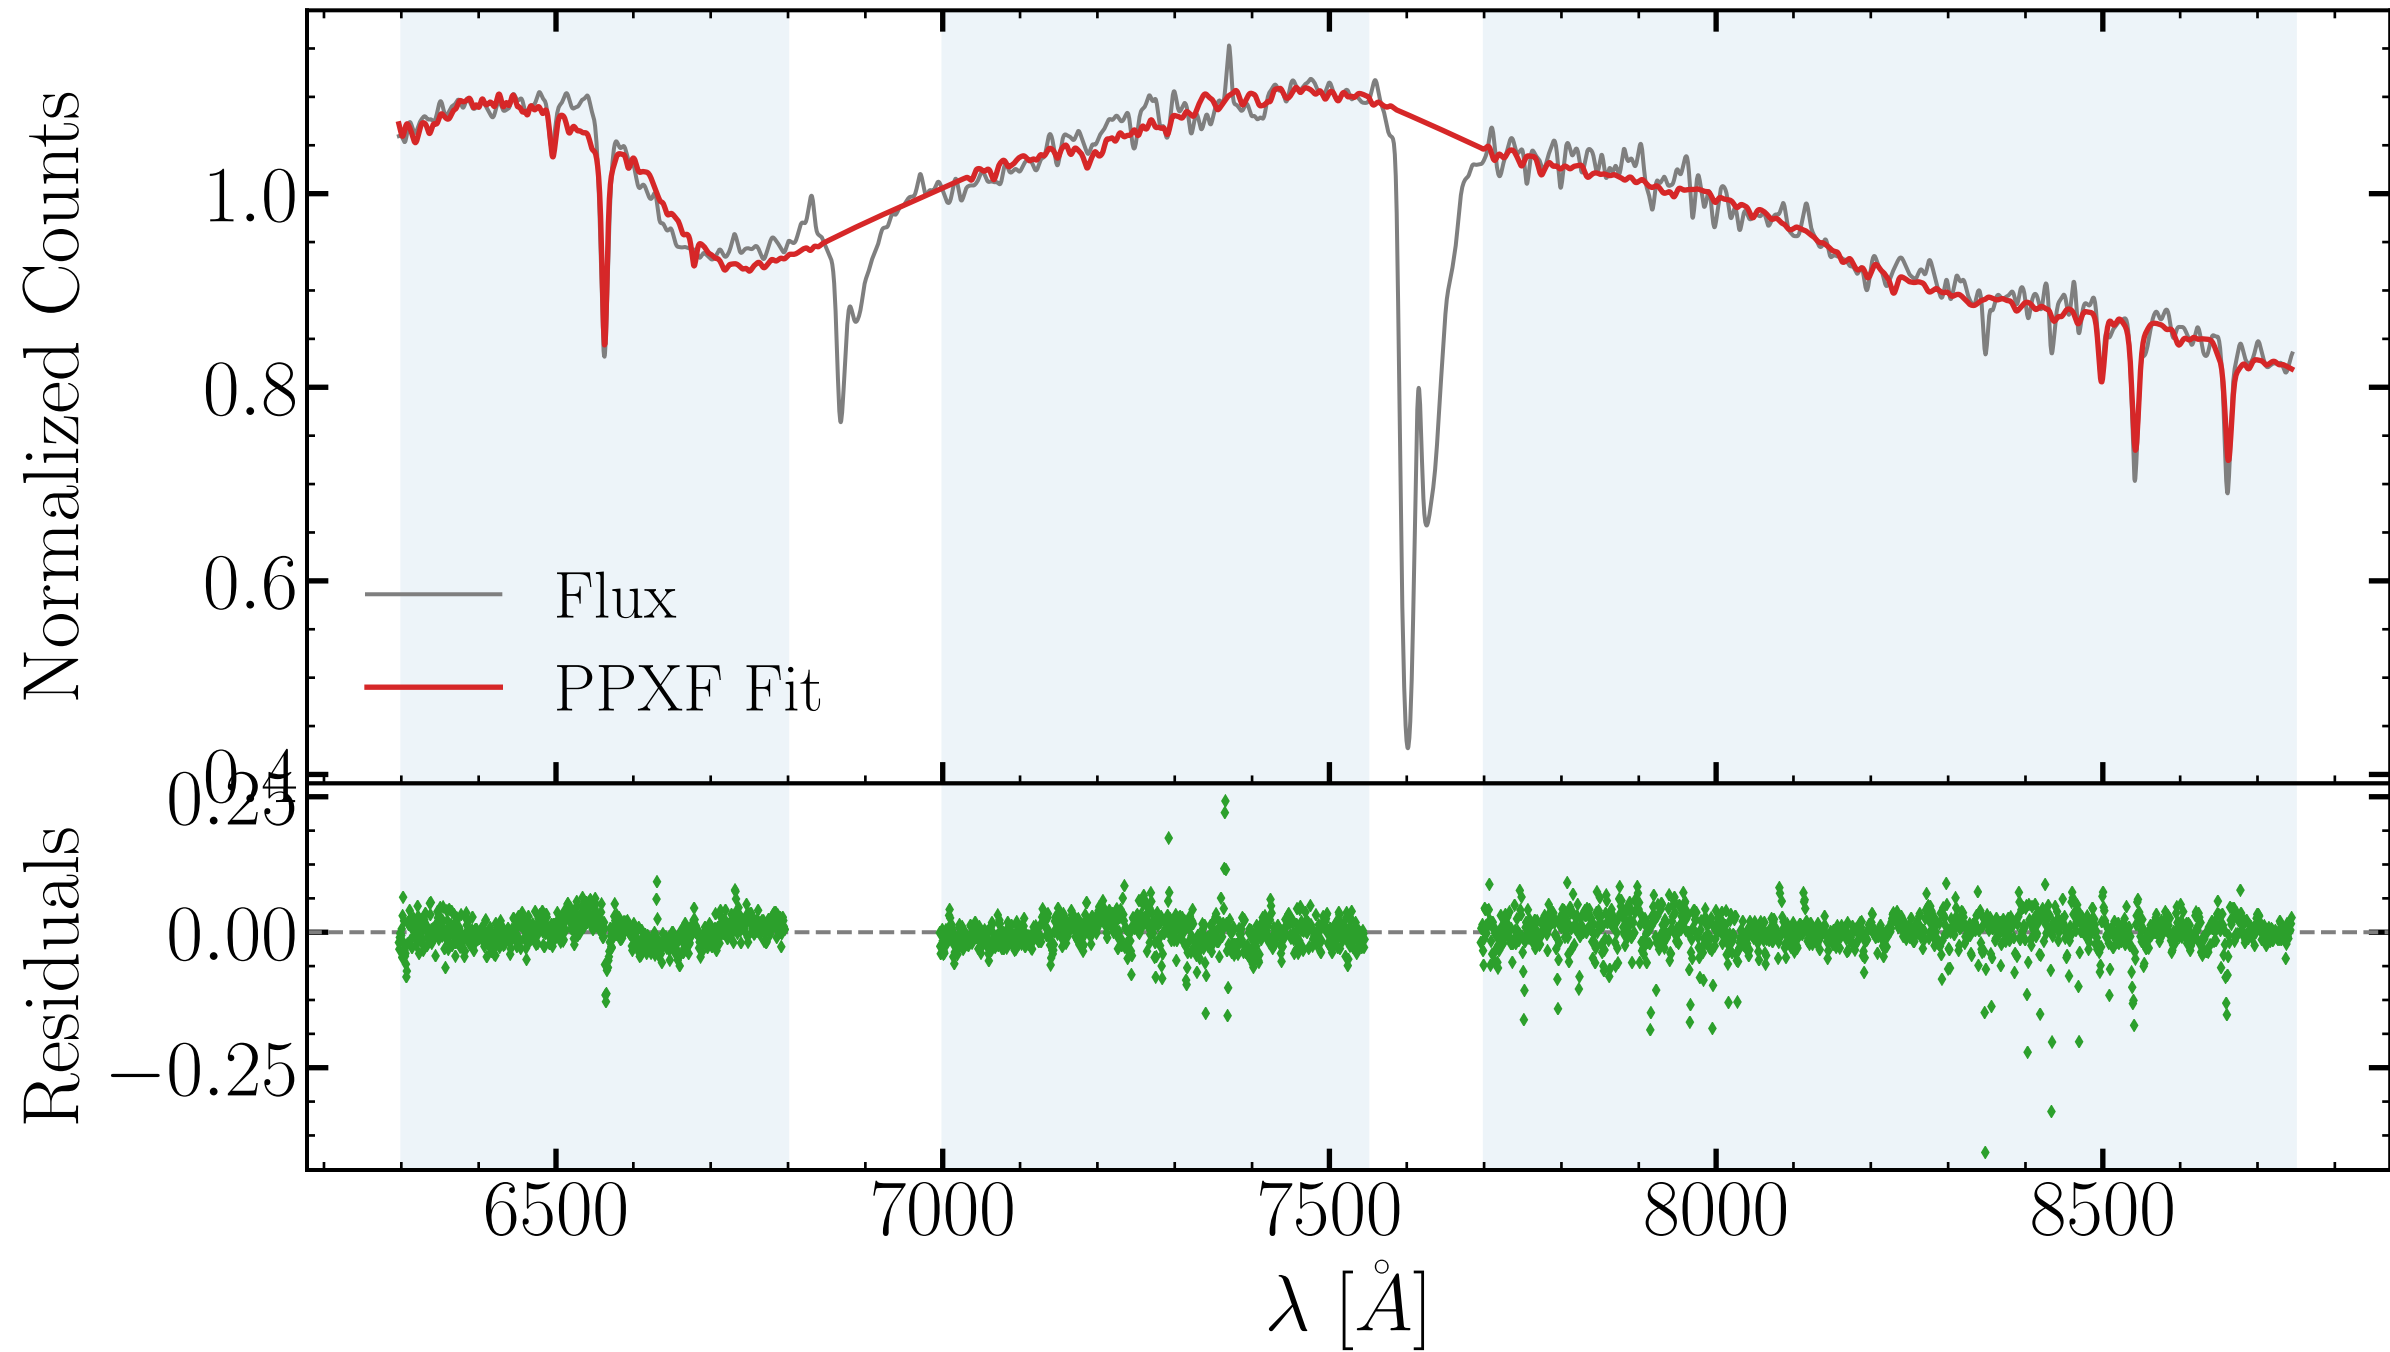 Normalized Counts
1.0
0.8
0.6
0.4
Flux
PPXF Fit
Residuals
0.25
0.00
−0.25
6500 7000 7500 8000 8500
λ [Å]